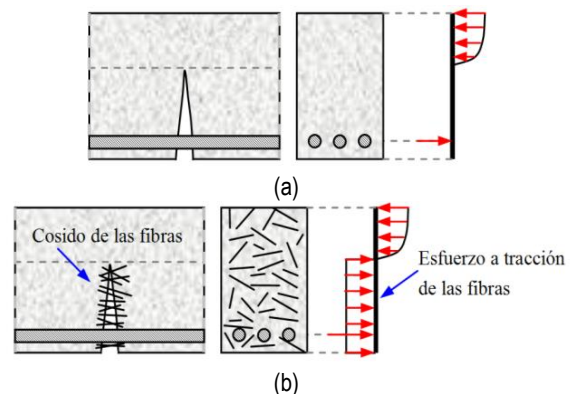 (a)
Cosido de las fibras
Esfuerzo a tracción
de las fibras
(b)